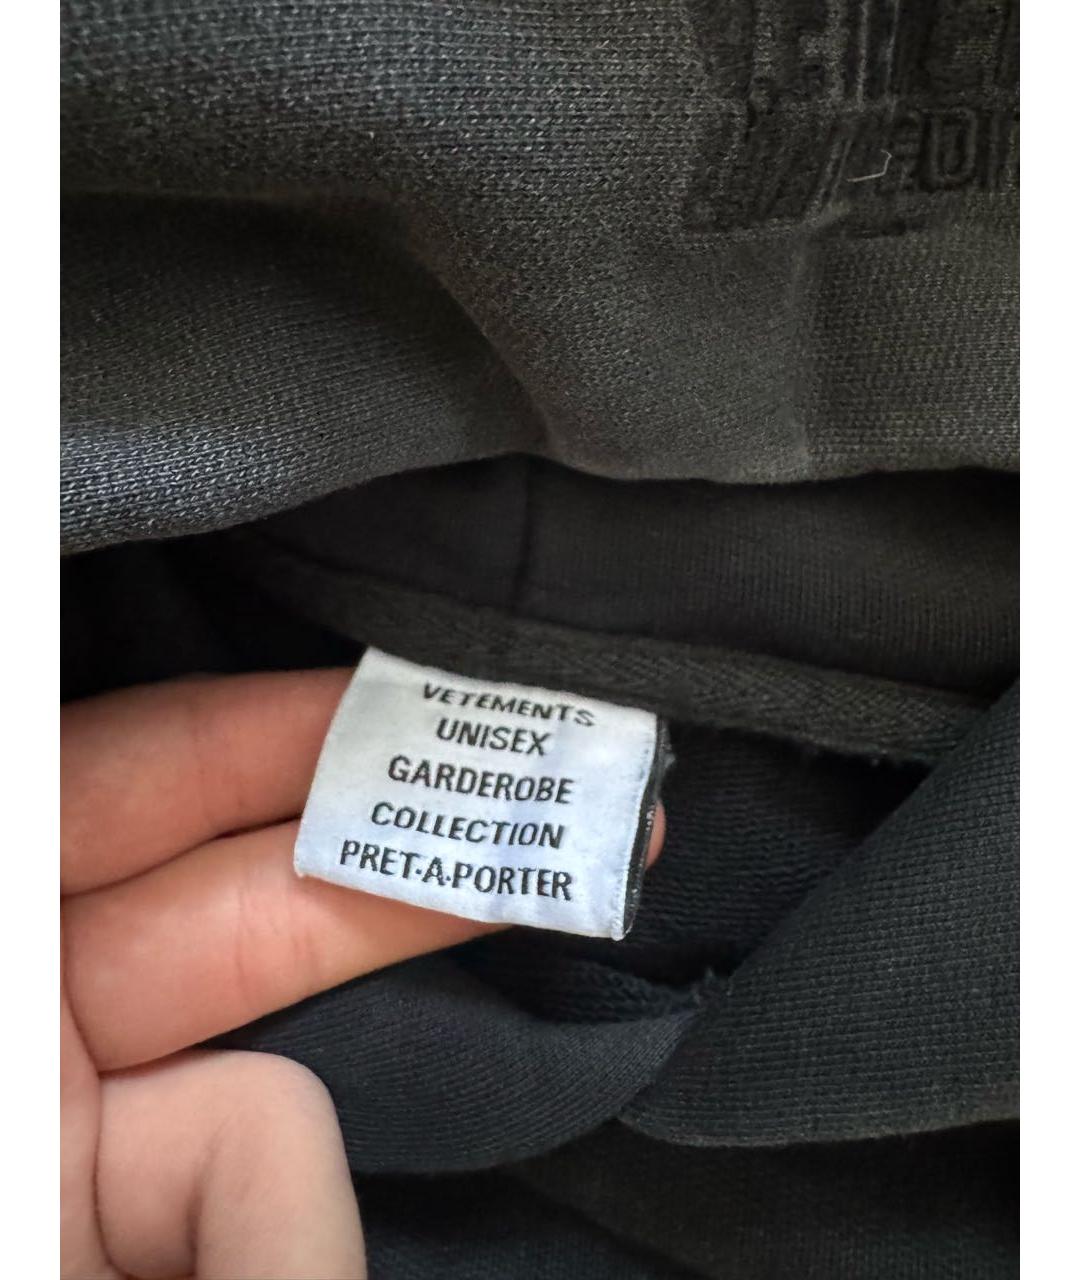 VETEMENTS
UNISEX
GARDEROBE
COLLECTION
PRET·A·PORTER